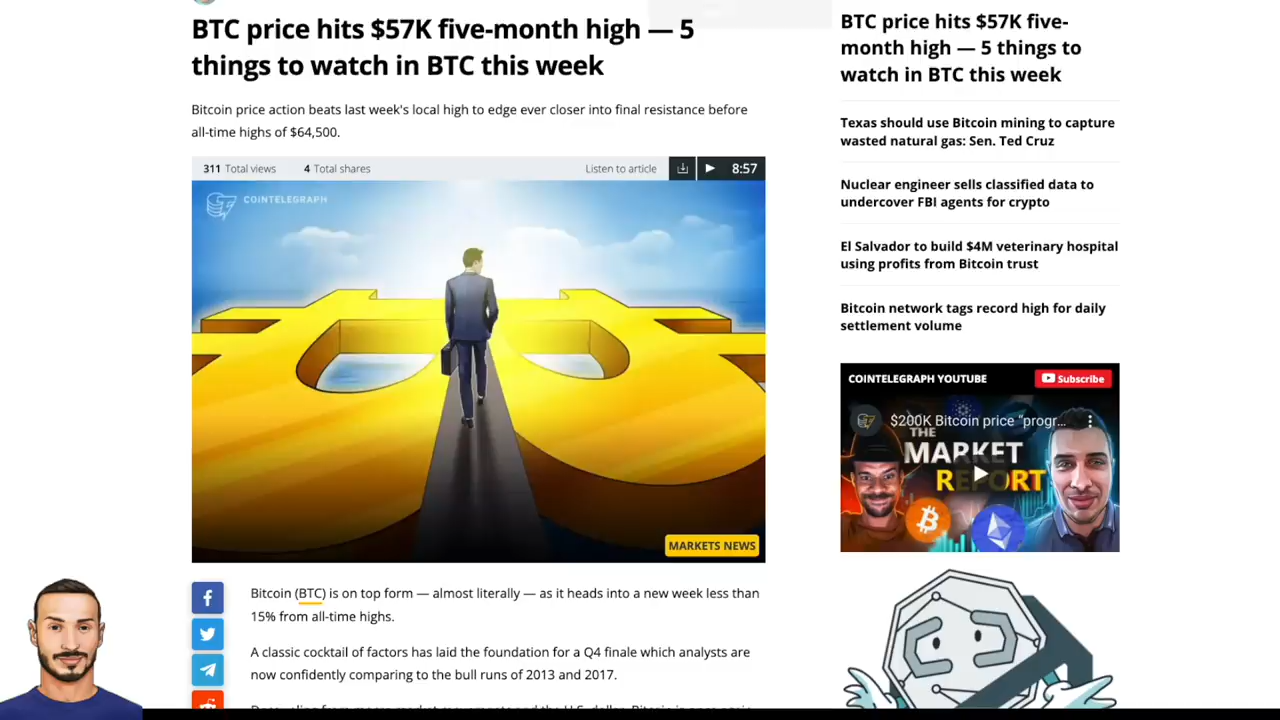 BTC price hits $57K five-month high — 5
things to watch in BTC this week
Bitcoin price action beats last week's local high to edge ever closer into final resistance before
all-time highs of $64,500.
311 Total views 4 Total shares Listen to article 8:57
COINTELEGRAPH
MARKETS NEWS
Bitcoin (BTC) is on top form — almost literally — as it heads into a new week less than
15% from all-time highs.
A classic cocktail of factors has laid the foundation for a Q4 finale which analysts are
now confidently comparing to the bull runs of 2013 and 2017.
BTC price hits $57K five-
month high — 5 things to
watch in BTC this week
Texas should use Bitcoin mining to capture
wasted natural gas: Sen. Ted Cruz
Nuclear engineer sells classified data to
undercover FBI agents for crypto
El Salvador to build $4M veterinary hospital
using profits from Bitcoin trust
Bitcoin network tags record high for daily
settlement volume
COINTELEGRAPH YOUTUBE Subscribe
$200K Bitcoin price “progr...
THE
MARKET
REPORT